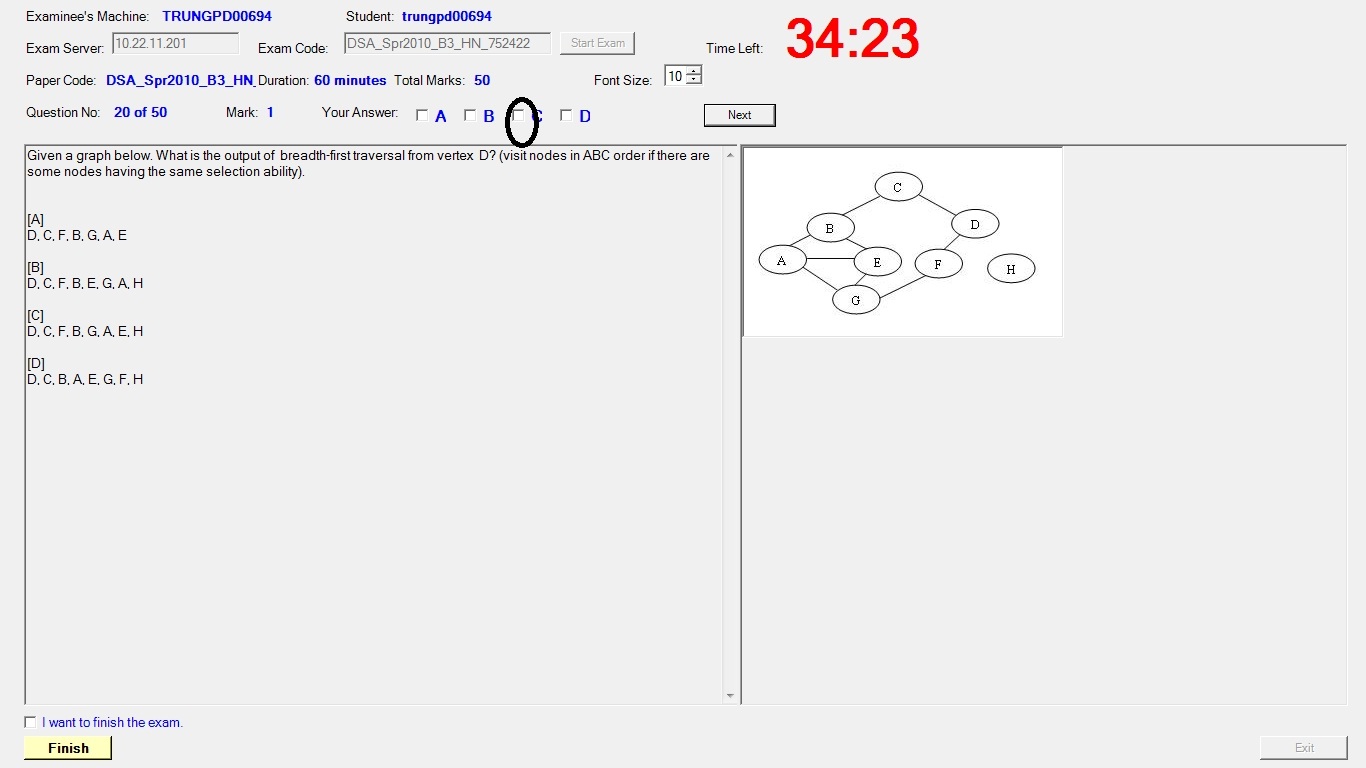 Examinee's Machine: TRUNGPD00694 Student: trungpd00694
Exam Server: 10.22.11.201 Exam Code: DSA_Spr2010_B3_HN_752422 Start Exam Time Left: 34:23
Paper Code: DSA_Spr2010_B3_HN_ Duration: 60 minutes Total Marks: 50 Font Size: 10
Question No: 20 of 50 Mark: 1 Your Answer: A B C D Next
Given a graph below. What is the output of breadth-first traversal from vertex D? (visit nodes in ABC order if there are
some nodes having the same selection ability).
[A]
D, C, F, B, G, A, E
[B]
D, C, F, B, E, G, A, H
[C]
D, C, F, B, G, A, E, H
[D]
D, C, B, A, E, G, F, H
C
B
D
A
E
F
H
G
I want to finish the exam.
Finish
Exit